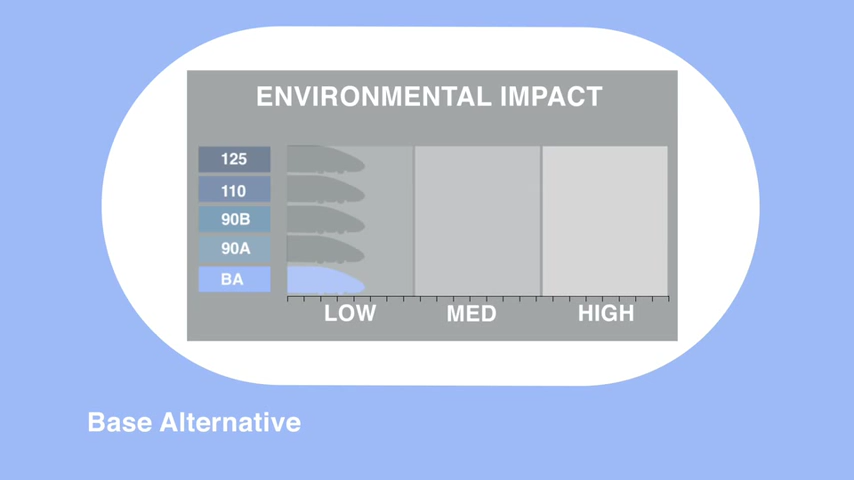 ENVIRONMENTAL IMPACT
125
110
90B
90A
BA
LOW MED HIGH
Base Alternative